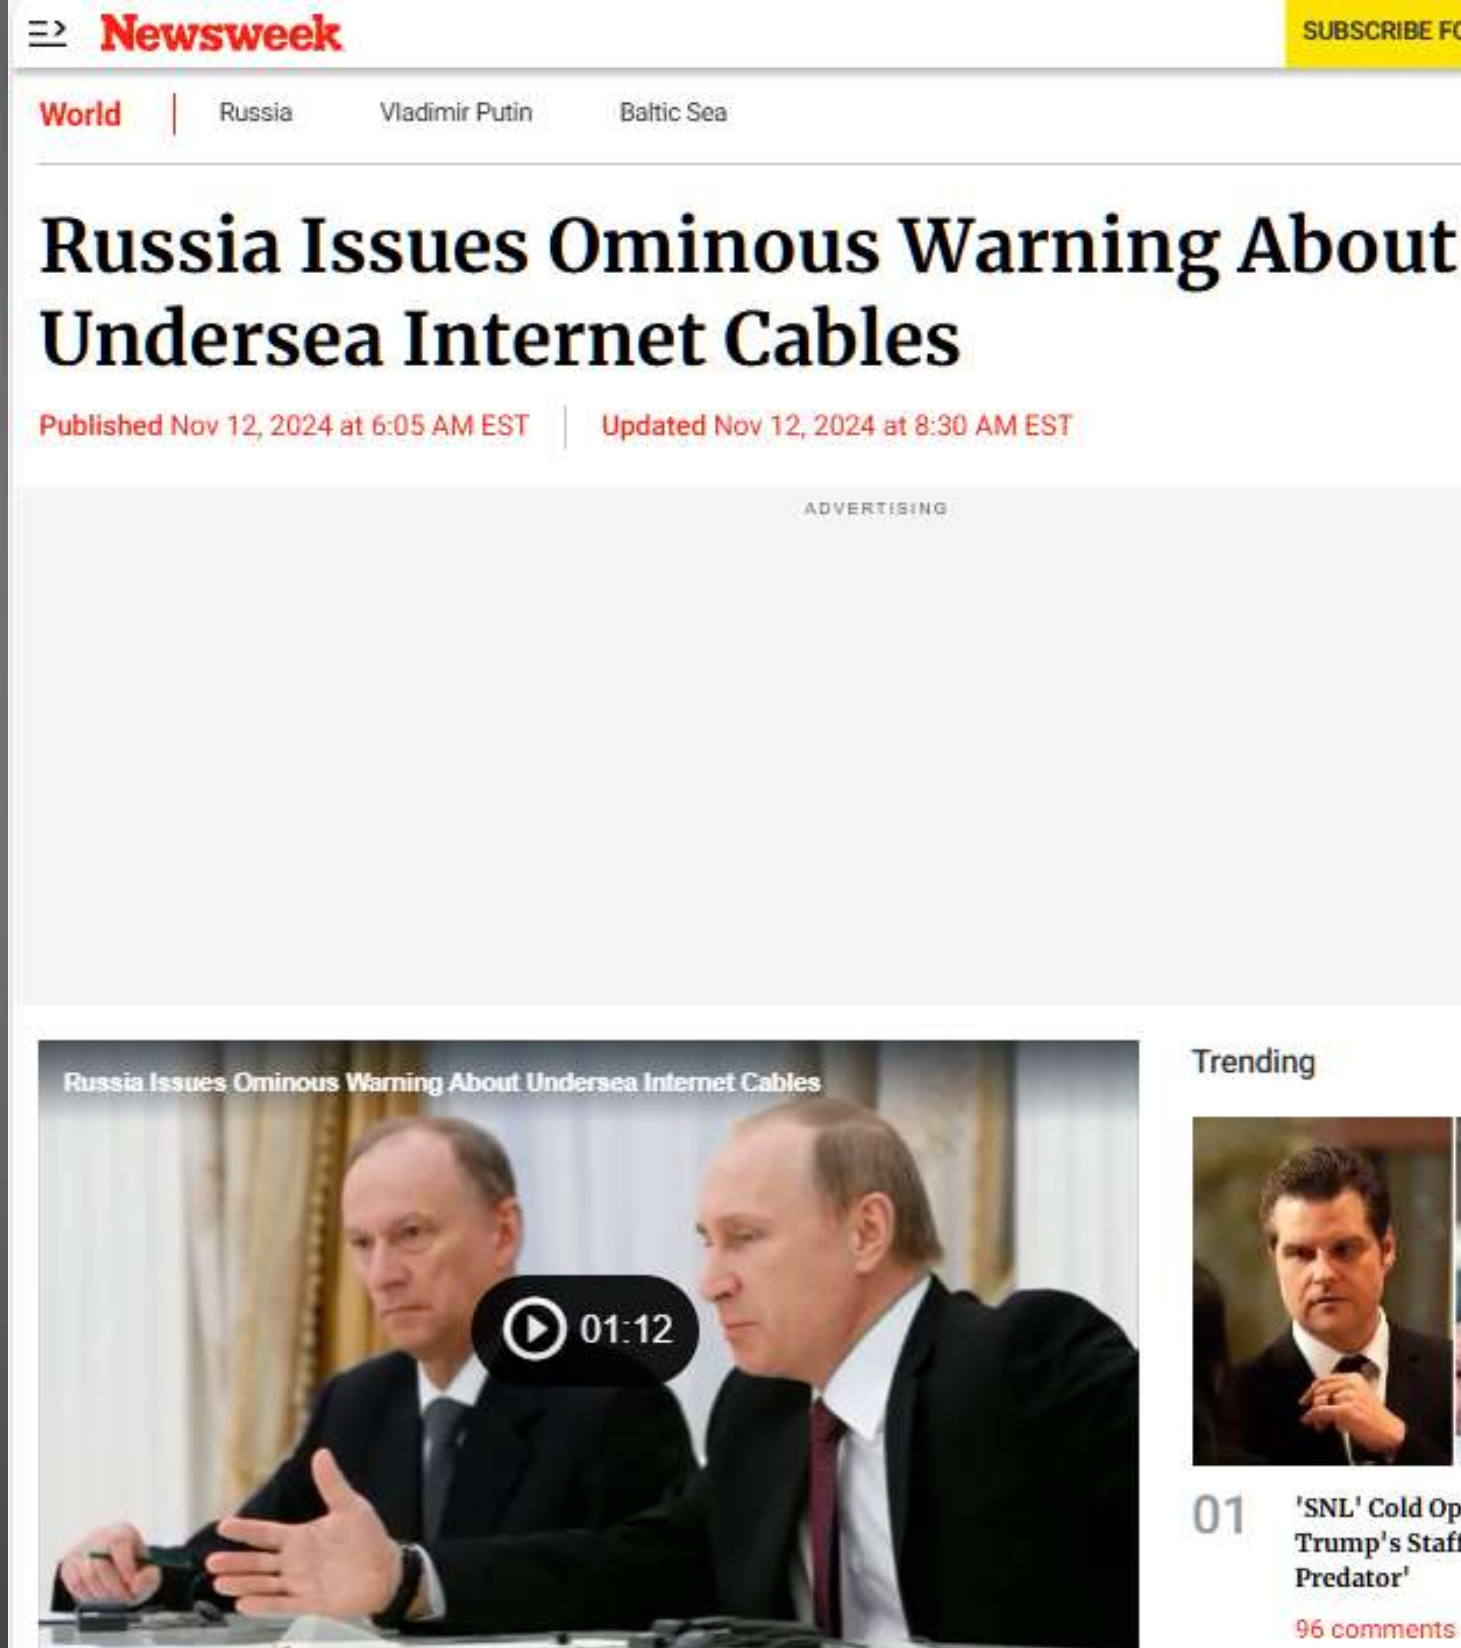 Newsweek
SUBSCRIBE
World
Russia
Vladimir Putin
Baltic Sea
Russia Issues Ominous Warning About
Undersea Internet Cables
Published Nov 12, 2024 at 6:05 AM EST
Updated Nov 12, 2024 at 8:30 AM EST
ADVERTISING
Russia Issues Ominous Warning About Undersea Internet Cables
01:12
Trending
01
'SNL' Cold Op
Trump's Staff
Predator'
96 comments